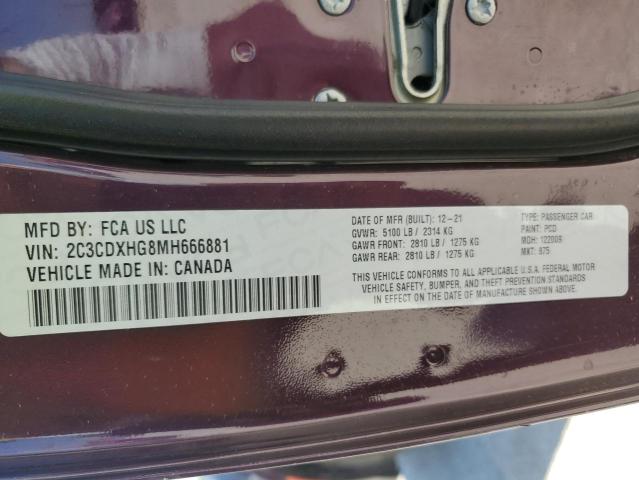 MFD BY: FCA US LLC
VIN: 2C3CDXHG8MH666881
VEHICLE MADE IN: CANADA
DATE OF MFR (BUILT): 12-21
GVWR: 5100 LB / 2314 KG
GAWR FRONT: 2810 LB / 1275 KG
GAWR REAR: 2810 LB / 1275 KG
TYPE: PASSENGER CAR
PAINT: PCD
MDH: 122009
MKT: 975
THIS VEHICLE CONFORMS TO ALL APPLICABLE U.S.A. FEDERAL MOTOR
VEHICLE SAFETY, BUMPER, AND THEFT PREVENTION STANDARDS
IN EFFECT ON THE DATE OF MANUFACTURE SHOWN ABOVE.